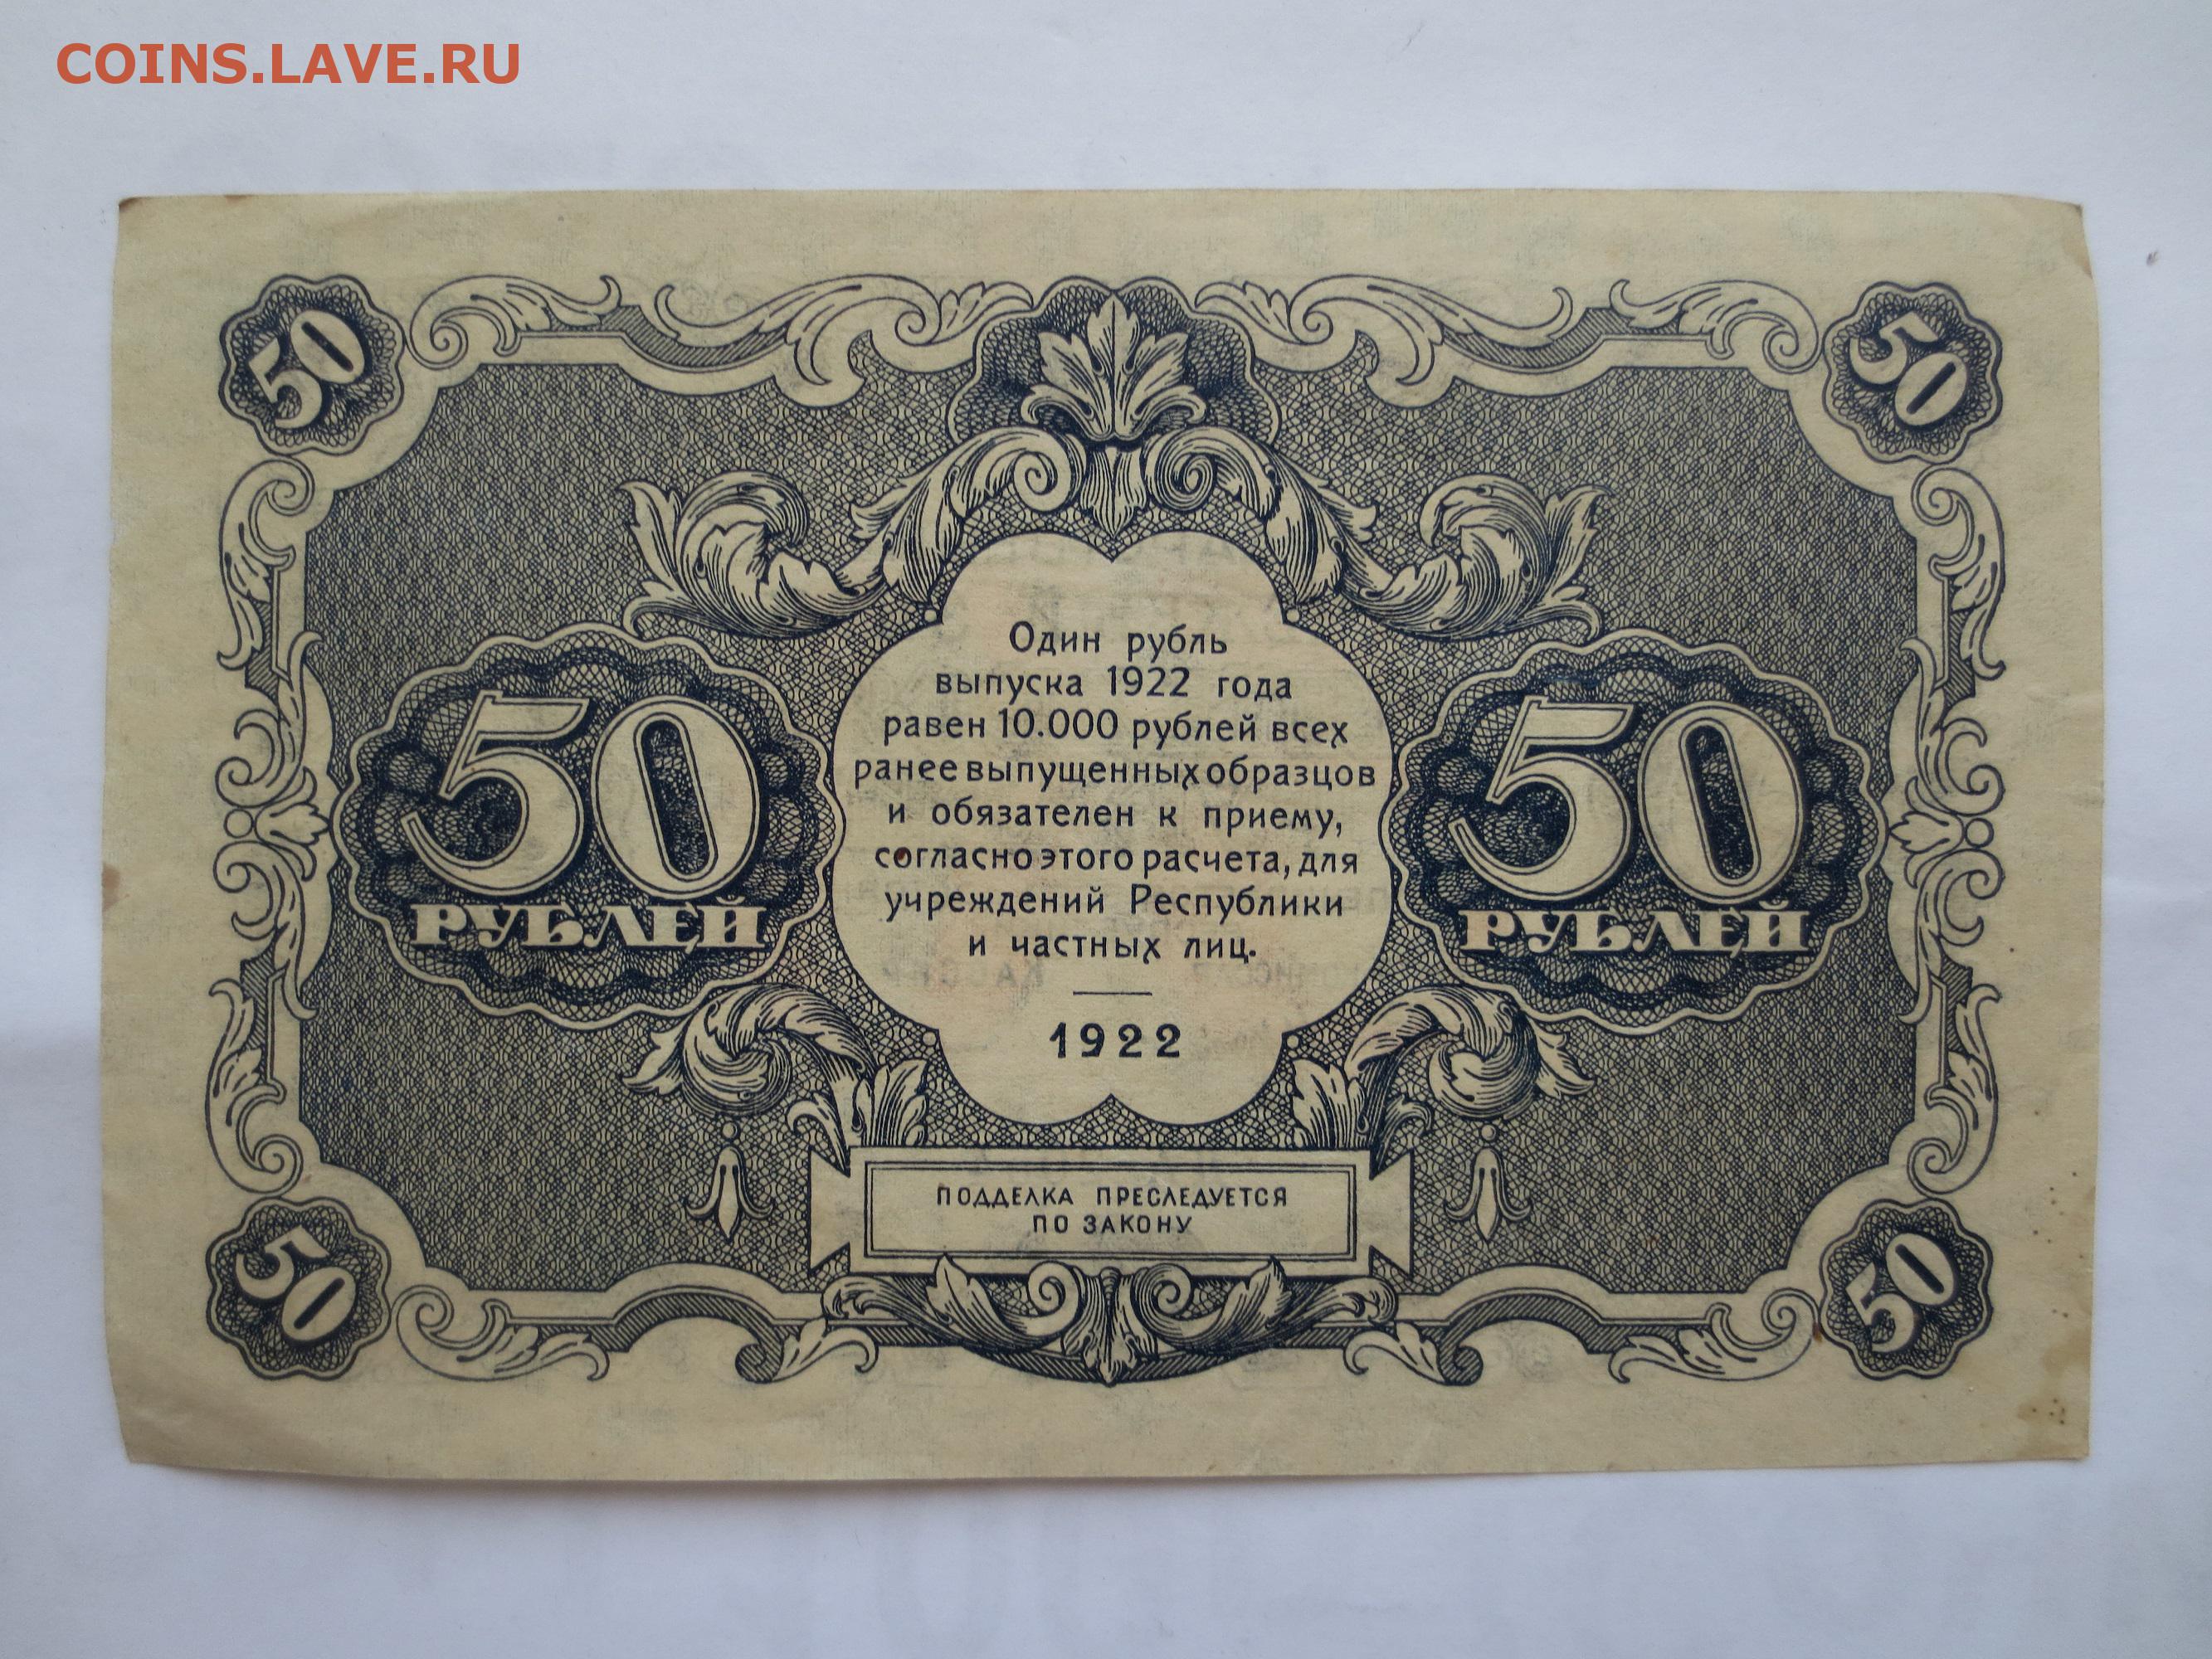 COINS.LAVE.RU
50
50
Один рубль
выпуска 1922 года
равен 10.000 рублей всех
ранее выпущенных образцов
и обязателен к приему,
согласно этого расчета, для
учреждений Республики
и частных лиц.
1922
50
РУБЛЕЙ
50
РУБЛЕЙ
ПОДДЕЛКА ПРЕСЛЕДУЕТСЯ
ПО ЗАКОНУ
50
50